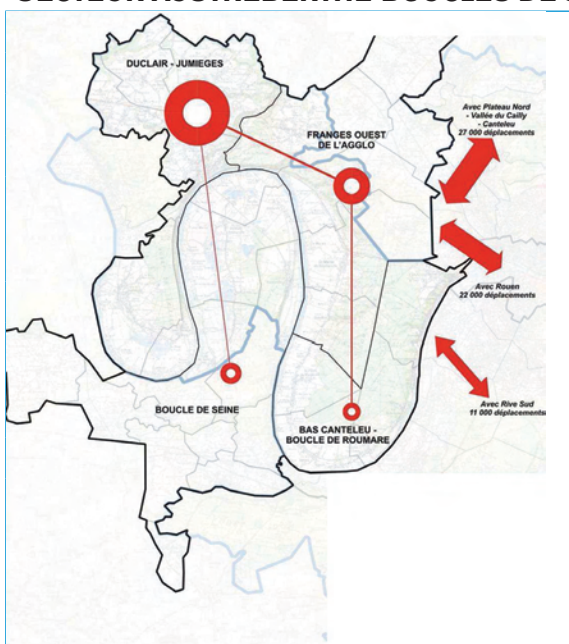 DUCLAIR - JUMIEGES
FRANGES OUEST
DE L'AGGLO
Avec Plateau Nord
- Vallée du Cailly
- Canteleu
27 000 déplacements
Avec Rouen
22 000 déplacements
Avec Rive Sud
11 000 déplacements
BOUCLE DE SEINE
BAS CANTELEU -
BOUCLE DE ROUMARE